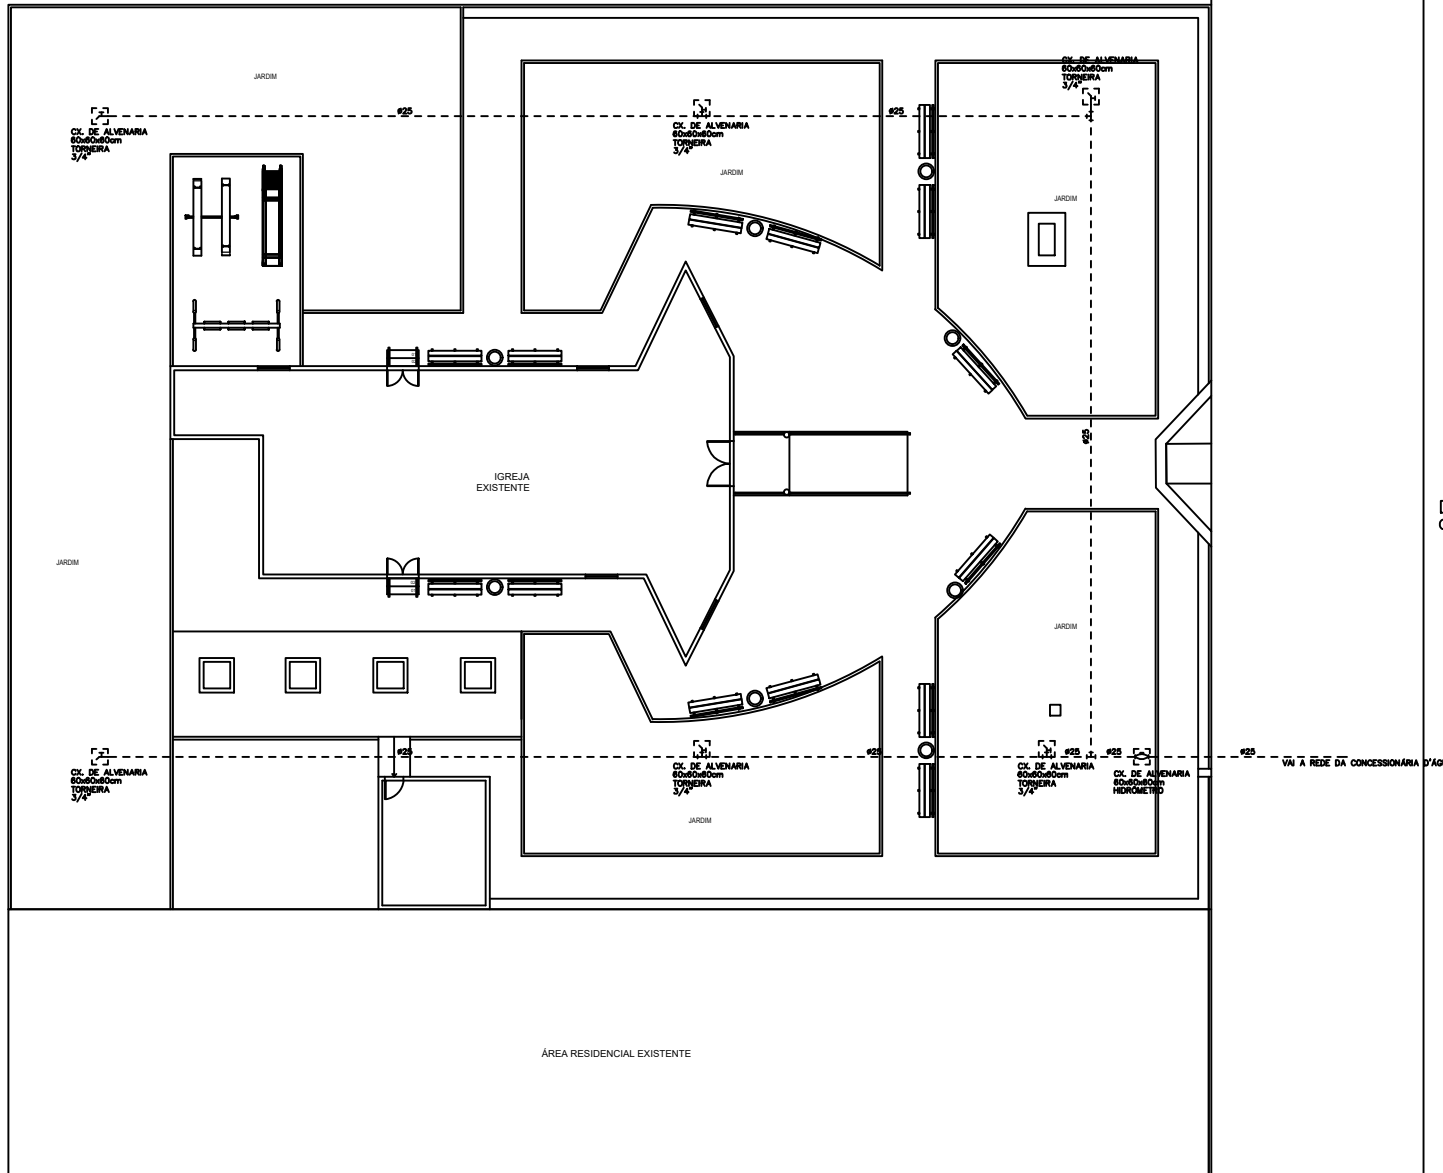 JARDIM
CX. DE ALVENARIA
60x60x60cm
TORNEIRA
3/4"
ø25
CX. DE ALVENARIA
60x60x60cm
TORNEIRA
3/4"
ø25
CX. DE ALVENARIA
60x60x60cm
TORNEIRA
3/4"
JARDIM
JARDIM
ø25
IGREJA
EXISTENTE
JARDIM
JARDIM
CX. DE ALVENARIA
60x60x60cm
TORNEIRA
3/4"
ø25
CX. DE ALVENARIA
60x60x60cm
TORNEIRA
3/4"
ø25
CX. DE ALVENARIA
60x60x60cm
TORNEIRA
3/4"
ø25
ø25
CX. DE ALVENARIA
60x60x60cm
HIDRÔMETRO
ø25
VAI A REDE DA CONCESSIONÁRIA
JARDIM
ÁREA RESIDENCIAL EXISTENTE